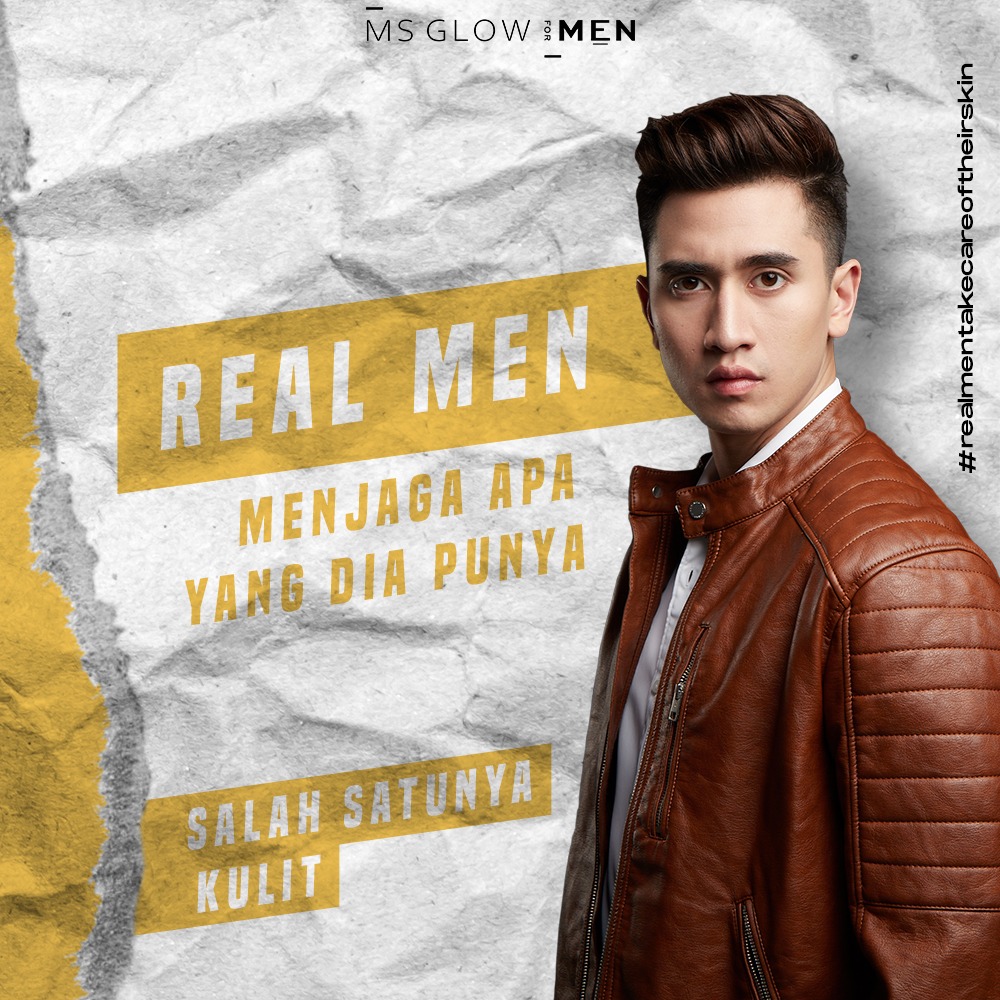 MS GLOW FOR MEN
#realmentakecareoftheirskin
REAL MEN
MENJAGA APA
YANG DIA PUNYA
SALAH SATUNYA
KULIT